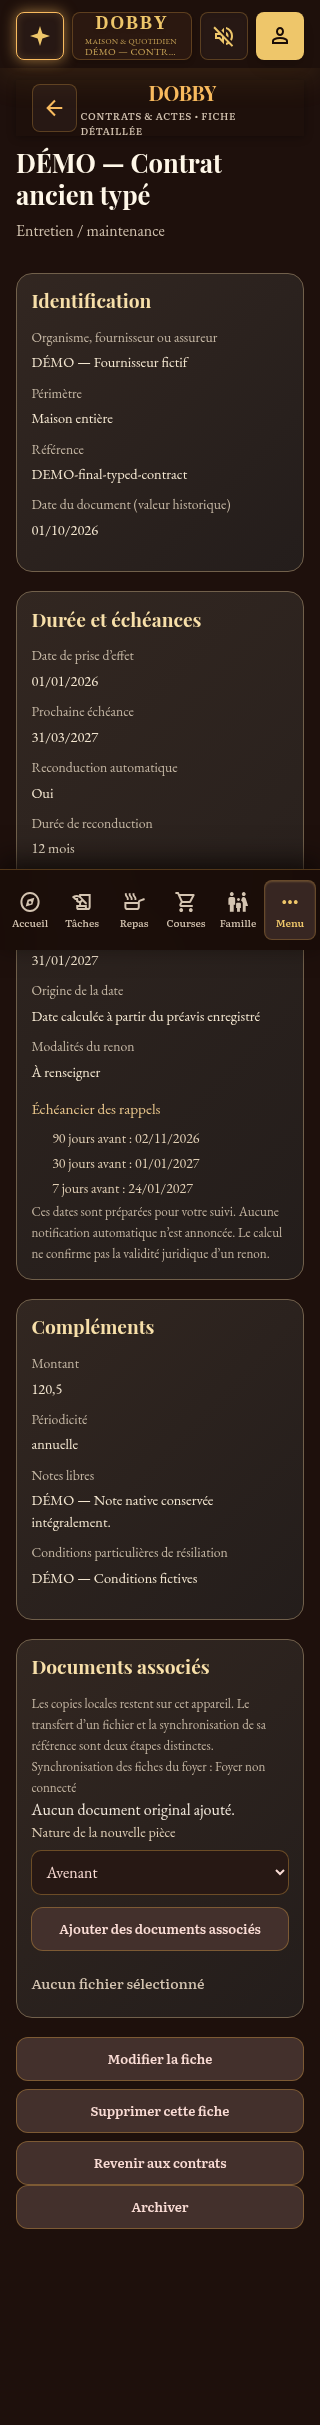 DOBBY
MAISON & QUOTIDIEN
DÉMO — CONTR…
DOBBY
CONTRATS & ACTES • FICHE
DÉTAILLÉE
DÉMO — Contrat
ancien typé
Entretien / maintenance
Identification
Organisme, fournisseur ou assureur
DÉMO — Fournisseur fictif
Périmètre
Maison entière
Référence
DEMO-final-typed-contract
Date du document (valeur historique)
01/10/2026
Durée et échéances
Date de prise d’effet
01/01/2026
Prochaine échéance
31/03/2027
Reconduction automatique
Oui
Durée de reconduction
12 mois
Accueil Tâches Repas Courses Famille Menu
31/01/2027
Origine de la date
Date calculée à partir du préavis enregistré
Modalités du renon
À renseigner
Échéancier des rappels
90 jours avant : 02/11/2026
30 jours avant : 01/01/2027
7 jours avant : 24/01/2027
Ces dates sont préparées pour votre suivi. Aucune
notification automatique n’est annoncée. Le calcul
ne confirme pas la validité juridique d’un renon.
Compléments
Montant
120,5
Périodicité
annuelle
Notes libres
DÉMO — Note native conservée
intégralement.
Conditions particulières de résiliation
DÉMO — Conditions fictives
Documents associés
Les copies locales restent sur cet appareil. Le
transfert d’un fichier et la synchronisation de sa
référence sont deux étapes distinctes.
Synchronisation des fiches du foyer : Foyer non
connecté
Aucun document original ajouté.
Nature de la nouvelle pièce
Avenant
Ajouter des documents associés
Aucun fichier sélectionné
Modifier la fiche
Supprimer cette fiche
Revenir aux contrats
Archiver